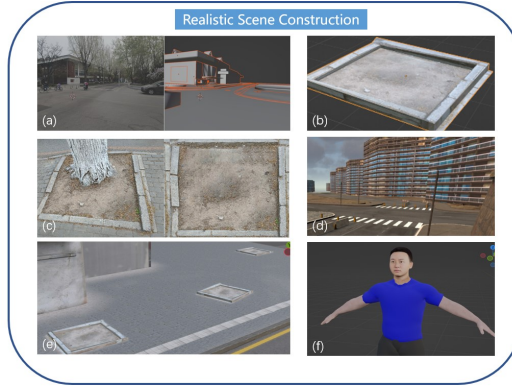 Realistic Scene Construction
(a)
(b)
(c)
(d)
(e)
(f)